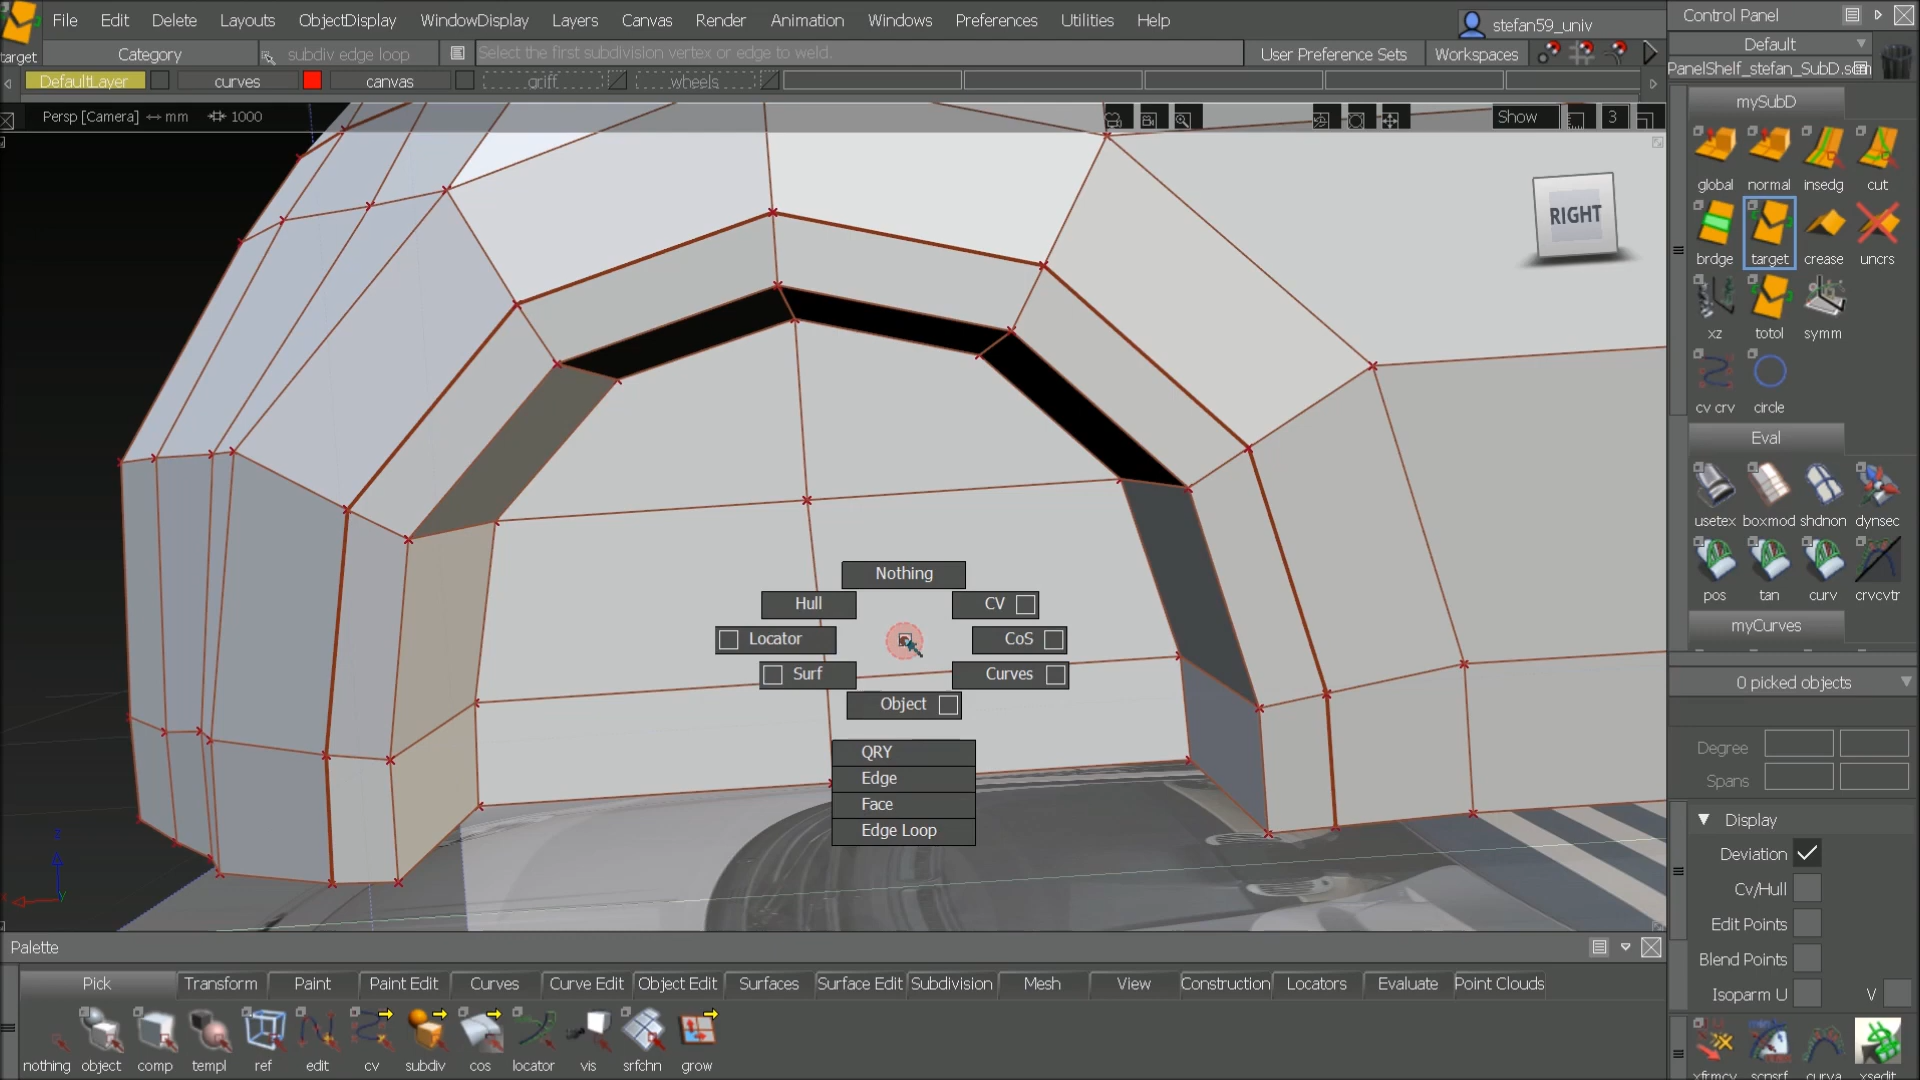 File Edit Delete Layouts ObjectDisplay WindowDisplay Layers Canvas Render Animation Windows Preferences Utilities Help
stefan59_univ
target
Category
subdiv edge loop
Select the first subdivision vertex or edge to weld.
User Preference Sets
Workspaces
DefaultLayer
curves
canvas
griff
wheels
Persp [Camera] mm 1000
Show
3
RIGHT
Nothing
Hull
CV
Locator
CoS
Surf
Curves
Object
QRY
Edge
Face
Edge Loop
Control Panel
Default
mySubD
global normal insedg cut
brdge target crease uncrs
xz totol symm
cv crv circle
Eval
usetex boxmod shdnon dynsec
pos tan curv crvcvtr
myCurves
0 picked objects
Degree
Spans
Display
Deviation
Cv/Hull
Edit Points
Blend Points
Isoparm U V
Palette
Pick Transform Paint Paint Edit Curves Curve Edit Object Edit Surfaces Surface Edit Subdivision Mesh View Construction Locators Evaluate Point Clouds
nothing object comp templ ref edit cv subdiv cos locator vis srfchn grow